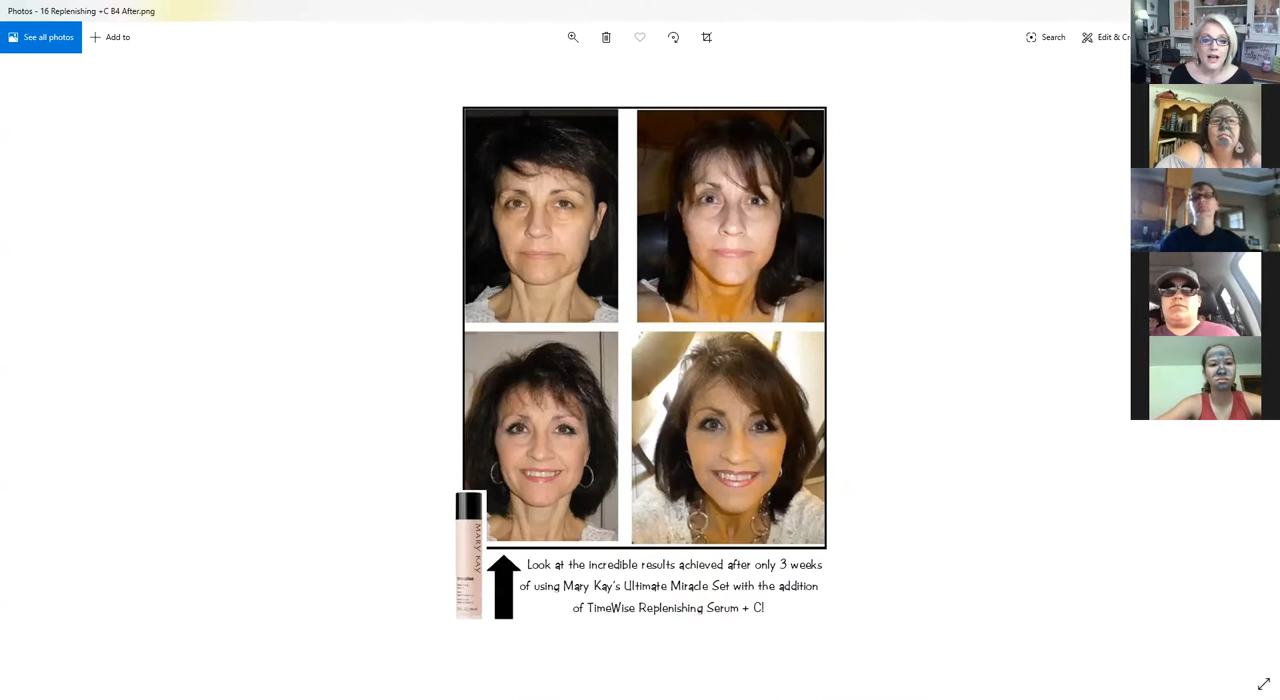 Photos - 16 Replenishing +C B4 After.png
See all photos
Add to
Search
Edit & Cr
MARY KAY
Look at the incredible results achieved after only 3 weeks
of using Mary Kay's Ultimate Miracle Set with the addition
of TimeWise Replenishing Serum + C!